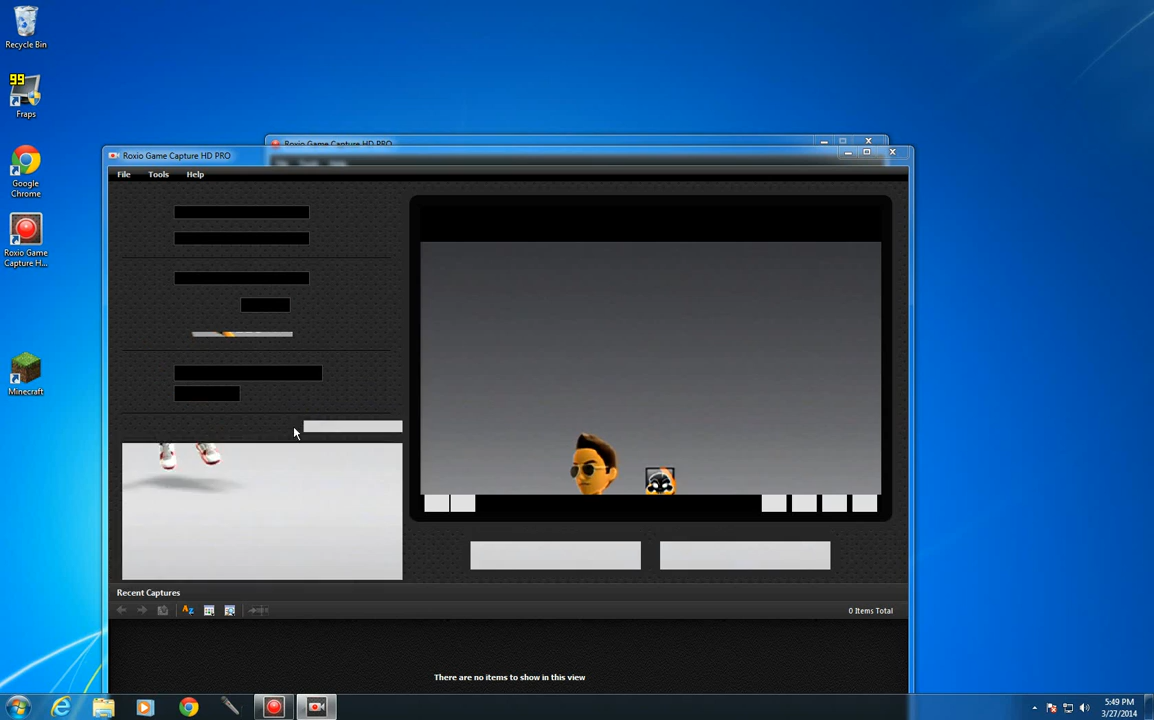 Recycle Bin
99
Fraps
Google
Chrome
Roxio Game
Capture H...
Minecraft
Roxio Game Capture HD PRO
Roxio Game Capture HD PRO
File Tools Help
Recent Captures
0 Items Total
There are no items to show in this view
5:49 PM
3/27/2014